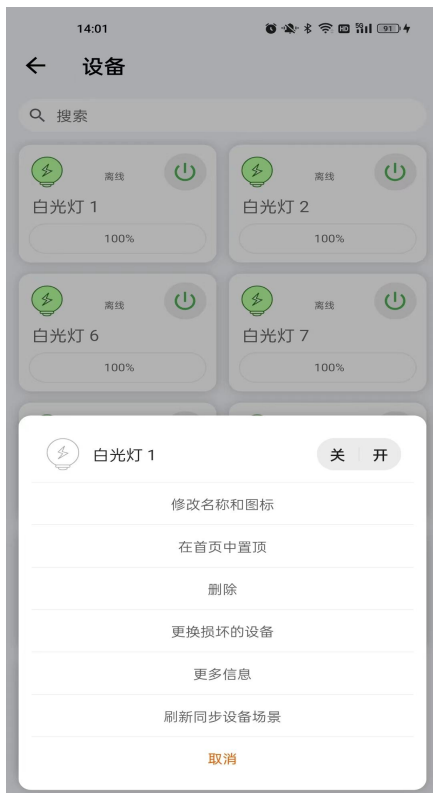 14:01
HD 5G 91
设备
搜索
离线
白光灯 1
100%
离线
白光灯 2
100%
离线
白光灯 6
100%
离线
白光灯 7
100%
白光灯 1
关 开
修改名称和图标
在首页中置顶
删除
更换损坏的设备
更多信息
刷新同步设备场景
取消